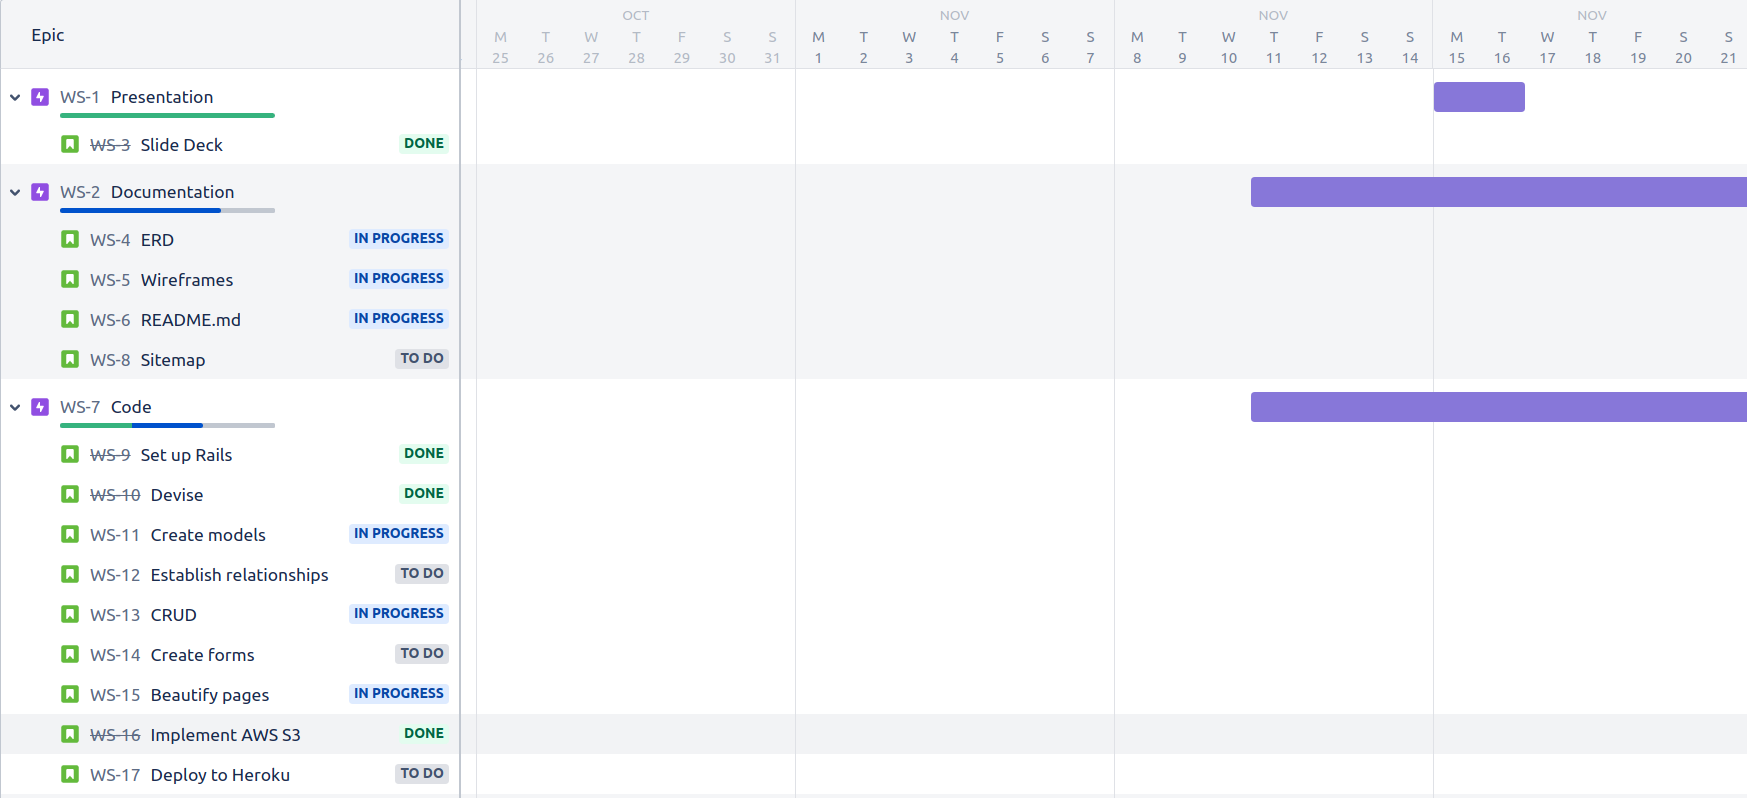 Epic
OCT NOV NOV NOV
M T W T F S S M T W T F S S M T W T F S S M T W T F S S
25 26 27 28 29 30 31 1 2 3 4 5 6 7 8 9 10 11 12 13 14 15 16 17 18 19 20 21
WS-1 Presentation
WS-3 Slide Deck DONE
WS-2 Documentation
WS-4 ERD IN PROGRESS
WS-5 Wireframes IN PROGRESS
WS-6 README.md IN PROGRESS
WS-8 Sitemap TO DO
WS-7 Code
WS-9 Set up Rails DONE
WS-10 Devise DONE
WS-11 Create models IN PROGRESS
WS-12 Establish relationships TO DO
WS-13 CRUD IN PROGRESS
WS-14 Create forms TO DO
WS-15 Beautify pages IN PROGRESS
WS-16 Implement AWS S3 DONE
WS-17 Deploy to Heroku TO DO